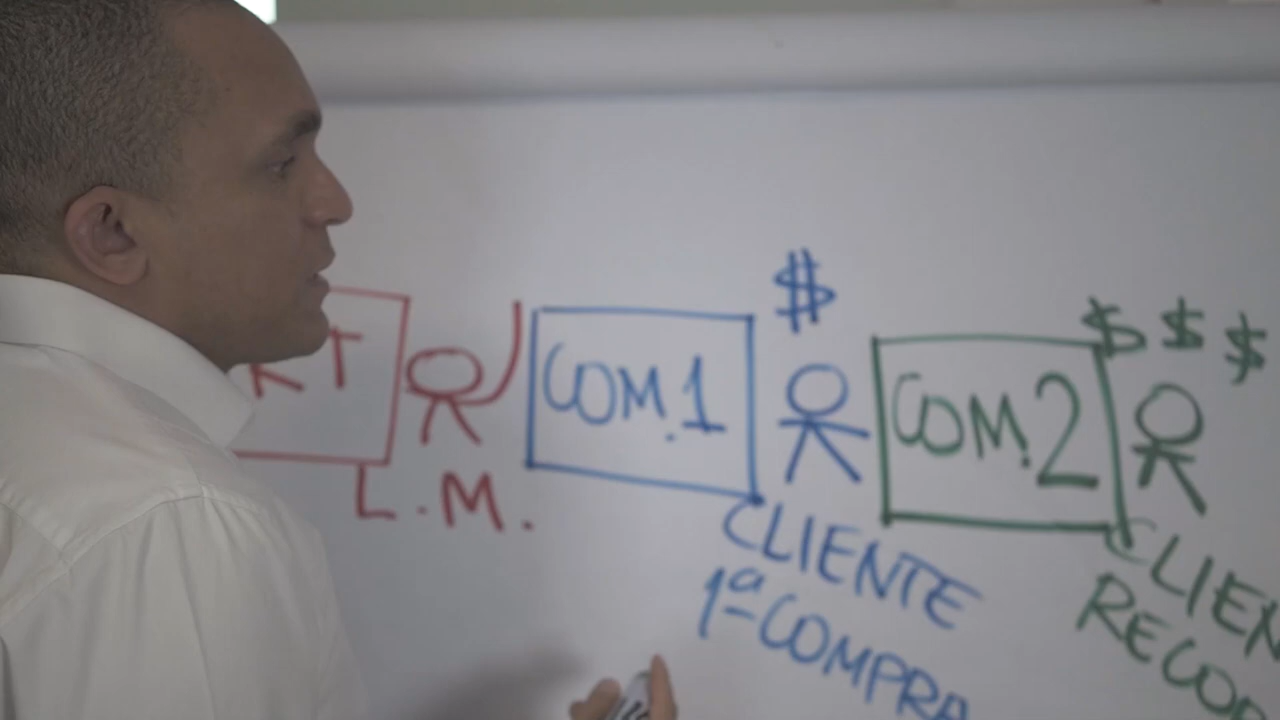 L.M.
$
COM.1
CLIENTE
1ª COMPRA
$ $ $
COM.2